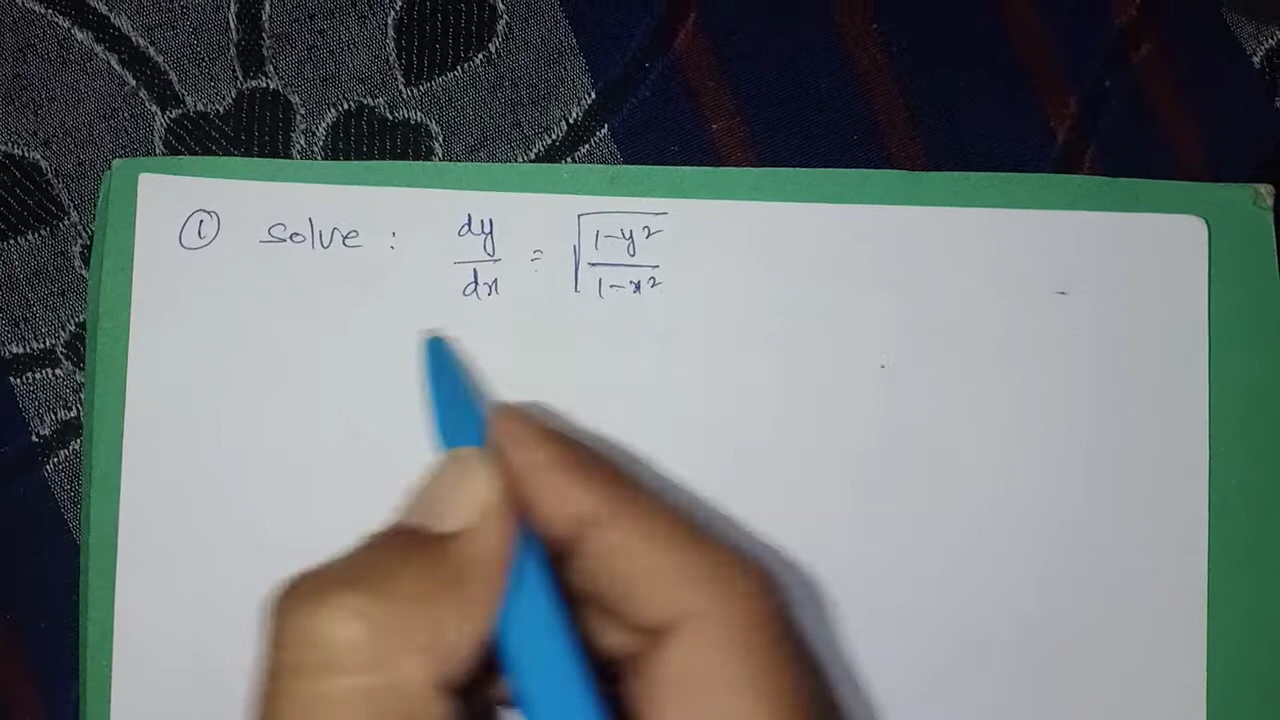 ① Solve : dy/dx = √(1-y²/1-x²)